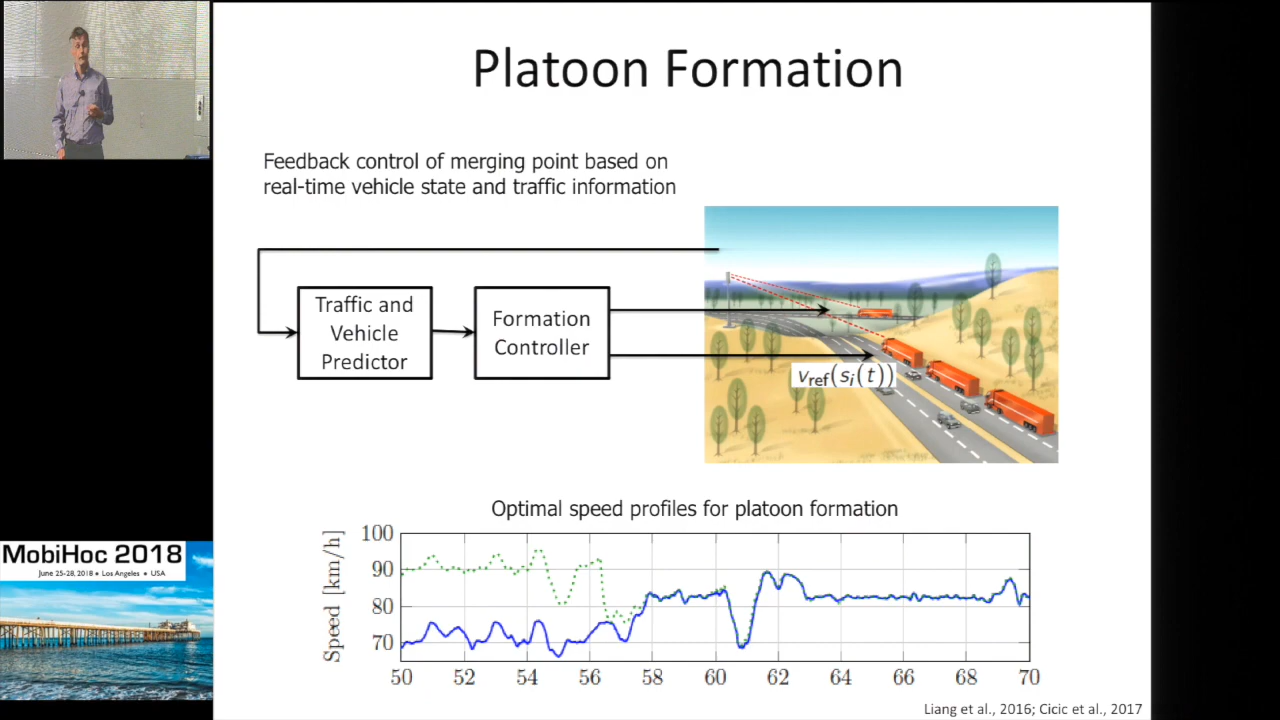 Platoon Formation
Feedback control of merging point based on
real-time vehicle state and traffic information
Traffic and
Vehicle
Predictor
Formation
Controller
vref(si(t))
Optimal speed profiles for platoon formation
Speed [km/h]
100
90
80
70
50 52 54 56 58 60 62 64 66 68 70
Liang et al., 2016; Cicic et al., 2017
MobiHoc 2018
June 25-28, 2018 • Los Angeles • USA